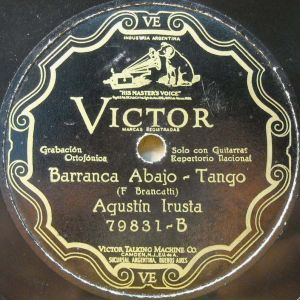 VE
INDUSTRIA ARGENTINA
"HIS MASTER'S VOICE"
VICTOR
MARCAS REGISTRADAS
Grabación Ortofónica
Solo con Guitarras
Repertorio Nacional
Barranca Abajo - Tango
(F Brancatti)
Agustín Irusta
79831-B
VICTOR TALKING MACHINE CO.
CAMDEN, N.J., E.U. de A.
SUCURSAL ARGENTINA, BUENOS AIRES
VE